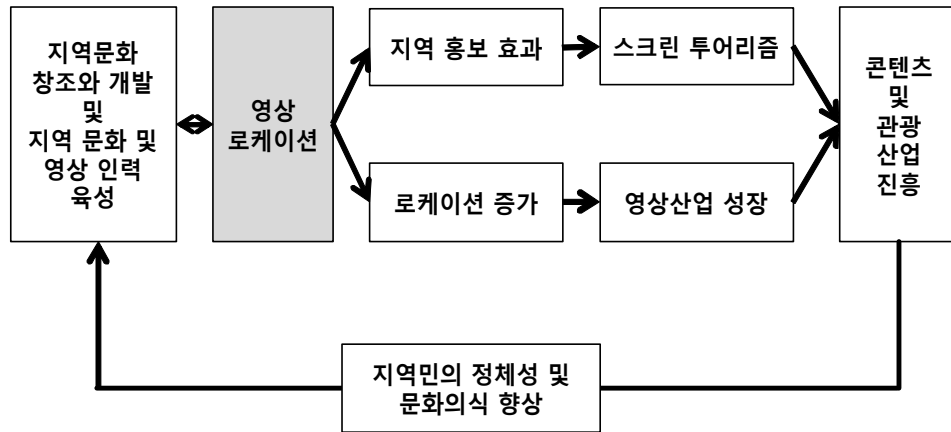 지역문화
창조와 개발
및
지역 문화 및
영상 인력
육성
영상
로케이션
지역 홍보 효과
스크린 투어리즘
로케이션 증가
영상산업 성장
콘텐츠
및
관광
산업
진흥
지역민의 정체성 및
문화의식 향상